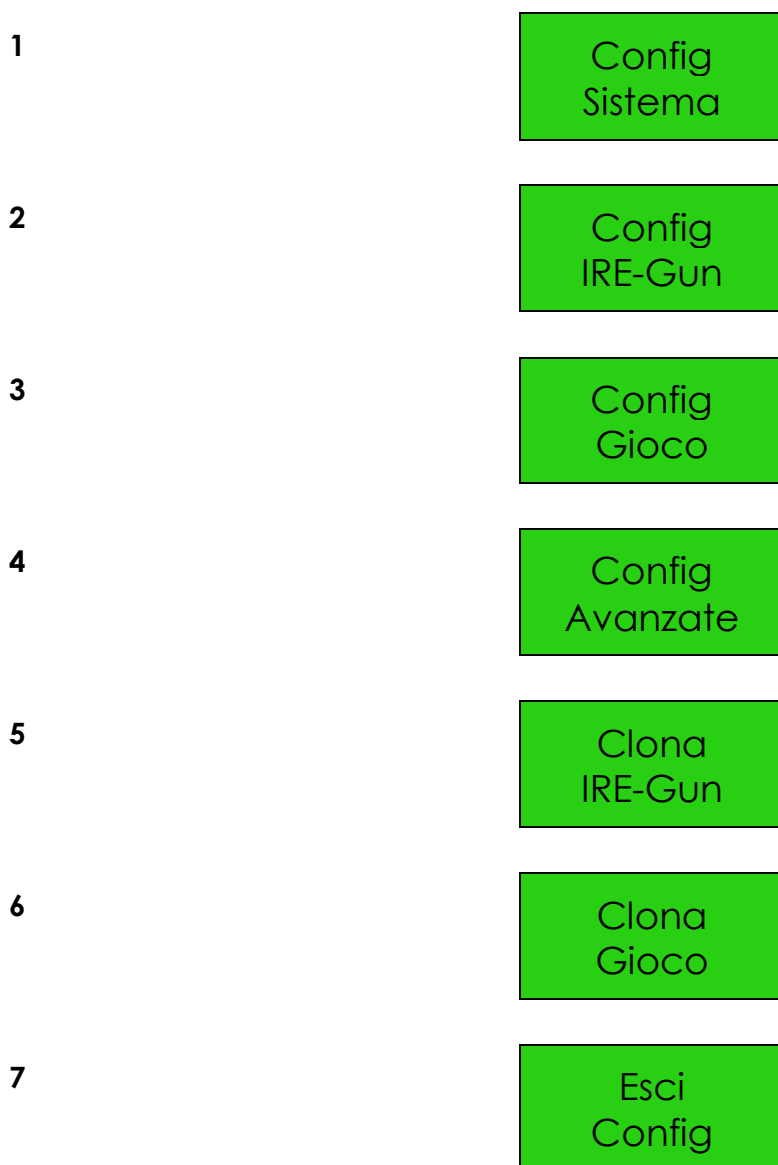 1
Config
Sistema
2
Config
IRE-Gun
3
Config
Gioco
4
Config
Avanzate
5
Clona
IRE-Gun
6
Clona
Gioco
7
Esci
Config